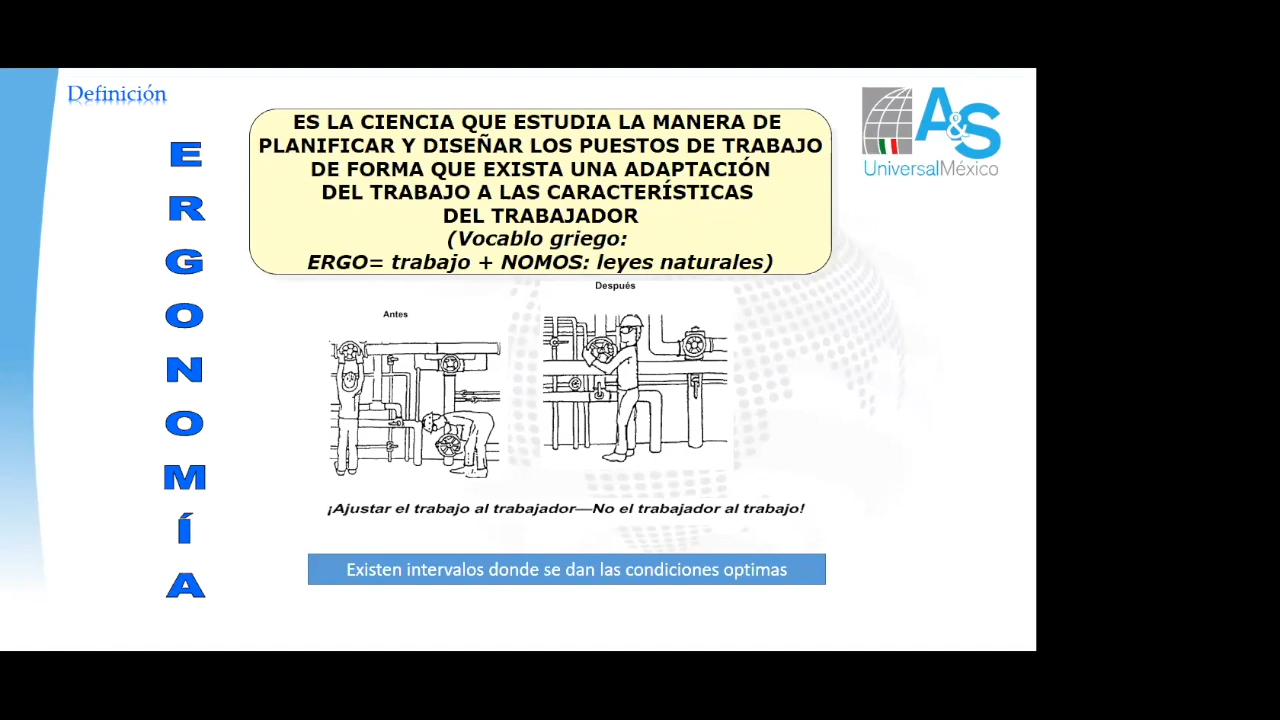 Definición
ERGONOMÍA
ES LA CIENCIA QUE ESTUDIA LA MANERA DE
PLANIFICAR Y DISEÑAR LOS PUESTOS DE TRABAJO
DE FORMA QUE EXISTA UNA ADAPTACIÓN
DEL TRABAJO A LAS CARACTERÍSTICAS
DEL TRABAJADOR
(Vocablo griego:
ERGO= trabajo + NOMOS: leyes naturales)
A&S
UniversalMéxico
Antes
Después
¡Ajustar el trabajo al trabajador—No el trabajador al trabajo!
Existen intervalos donde se dan las condiciones optimas